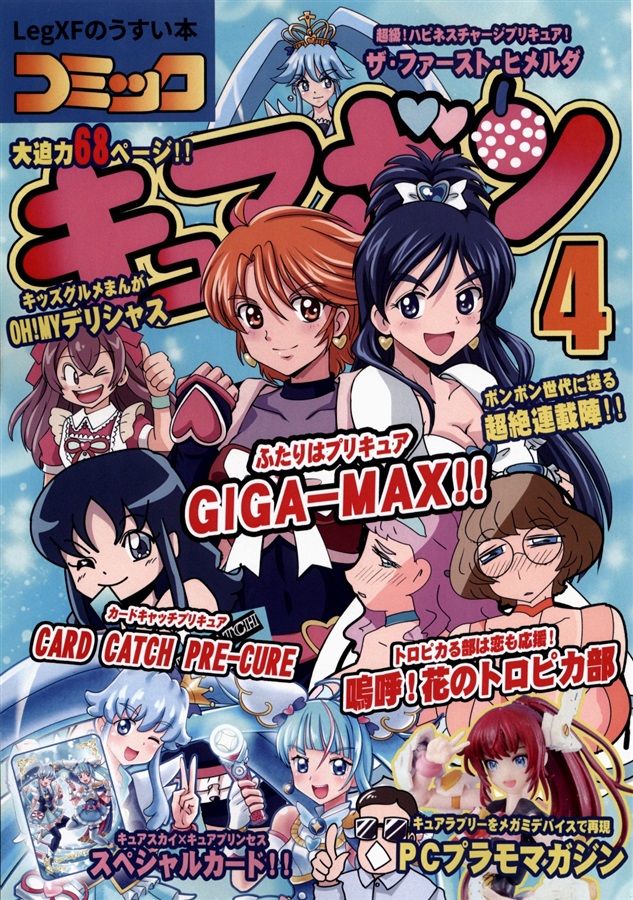 LegXFのうすい本
コミック
超級!ハピネスチャージプリキュア!
ザ・ファースト・ヒメルダ
大迫力68ページ!!
キュアボン
4
キッズグルメまんが
OH!MYデリシャス
ボンボン世代に送る
超絶連載陣!!
ふたりはプリキュア
GIGA-MAX!!
カードキャッチプリキュア
CARD CATCH PRE-CURE
トロピカる部は恋も応援!
嗚呼!花のトロピカ部
キュアスカイ×キュアプリンセス
スペシャルカード!!
キュアラブリーをメガミデバイスで再現
PCプラモマガジン